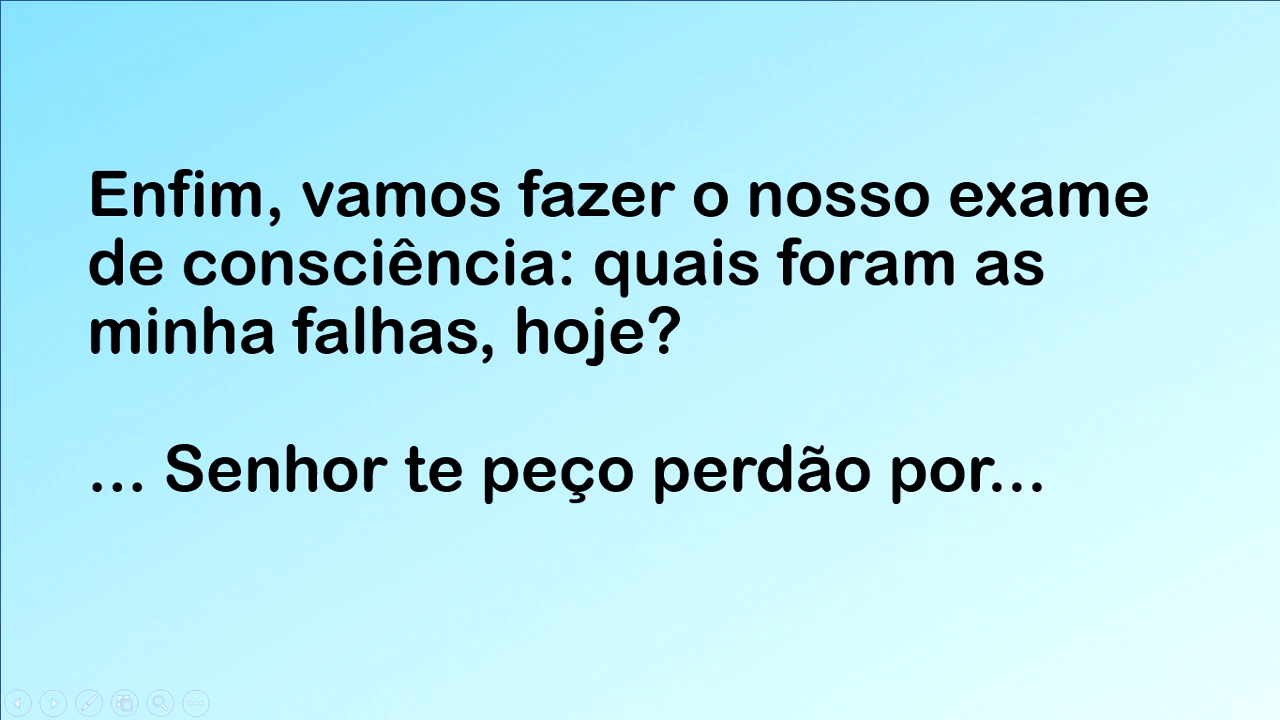 Enfim, vamos fazer o nosso exame
de consciência: quais foram as
minha falhas, hoje?
... Senhor te peço perdão por...